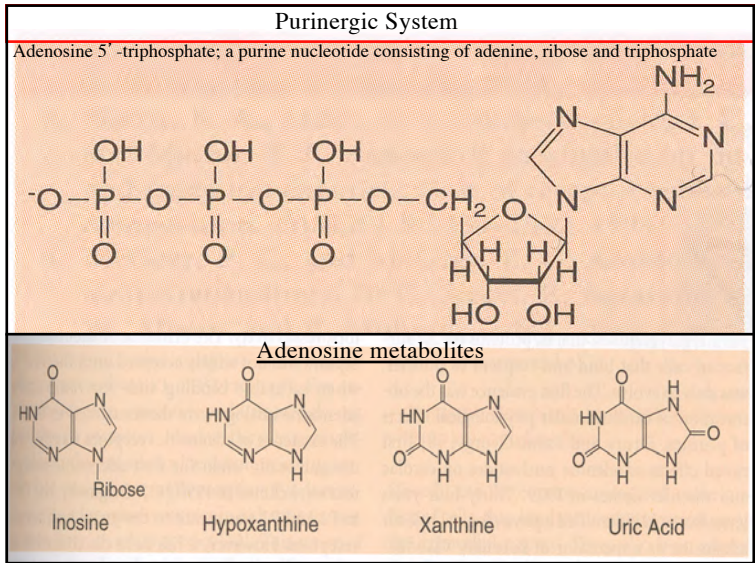 Purinergic System
Adenosine 5′ -triphosphate; a purine nucleotide consisting of adenine, ribose and triphosphate
NH₂
N N
OH OH OH
⁻O–P–O–P–O–P–O–CH₂ O N N
O O O
H H H H
HO OH
Adenosine metabolites
O O O O H
HN N HN N HN N HN N
O
N N N N O N N O N N
H H H H H
Ribose
Inosine Hypoxanthine Xanthine Uric Acid